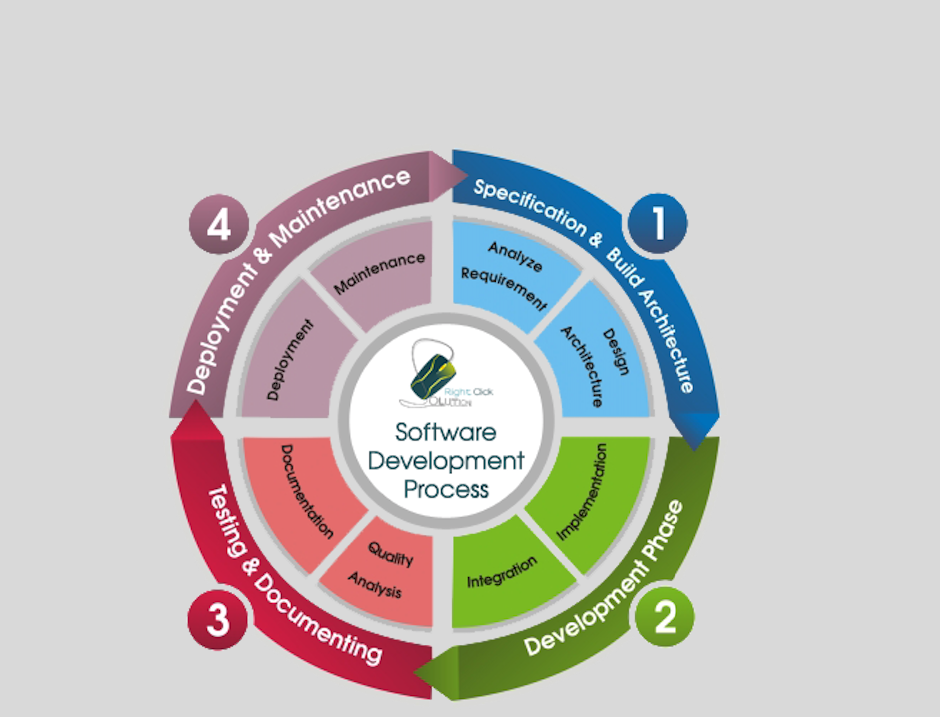 Specification & Build Architecture
1
Analyze
Requirement
Design
Architecture
Development Phase
2
Implementation
Integration
Testing & Documenting
3
Quality
Analysis
Documentation
Deployment & Maintenance
4
Deployment
Maintenance
Right Click
Software
Development
Process